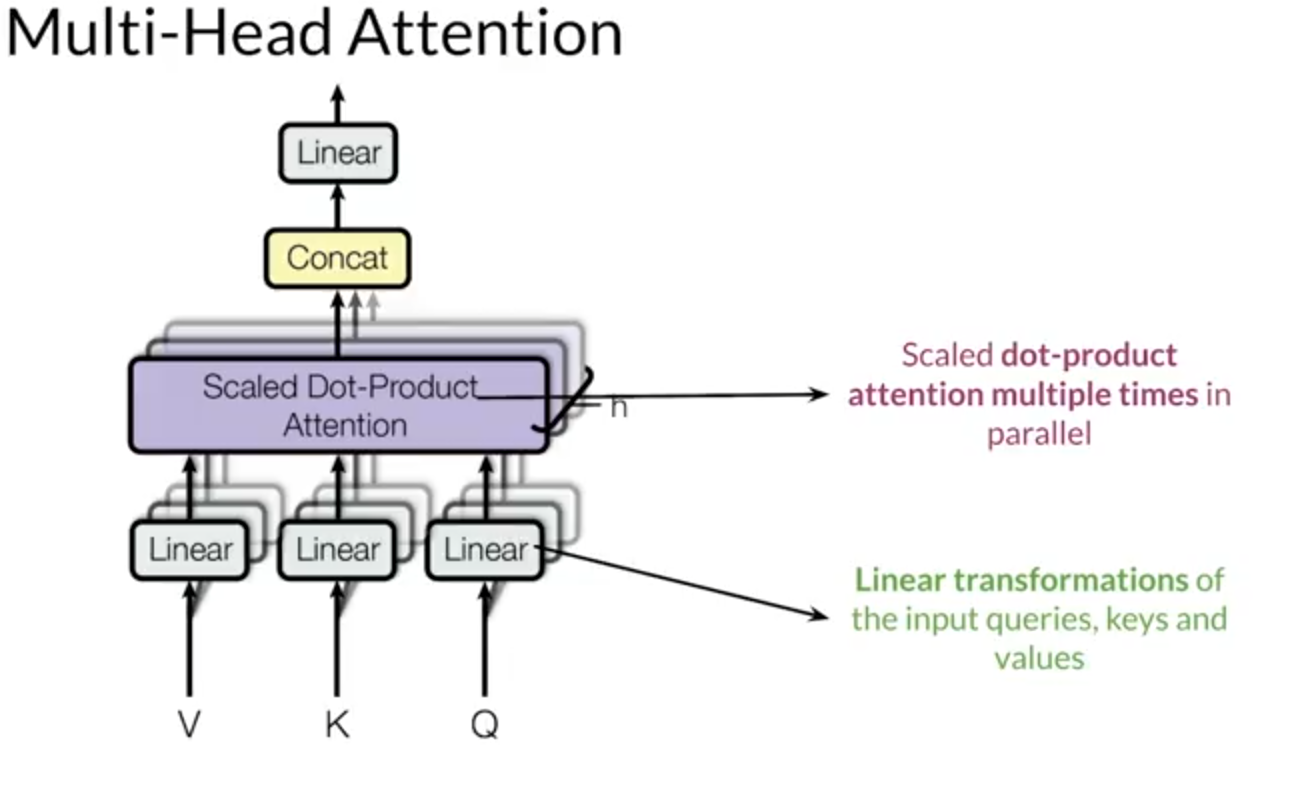 Multi-Head Attention
Linear
Concat
Scaled Dot-Product
Attention
h
Scaled dot-product
attention multiple times in
parallel
Linear
Linear
Linear
Linear transformations of
the input queries, keys and
values
V
K
Q